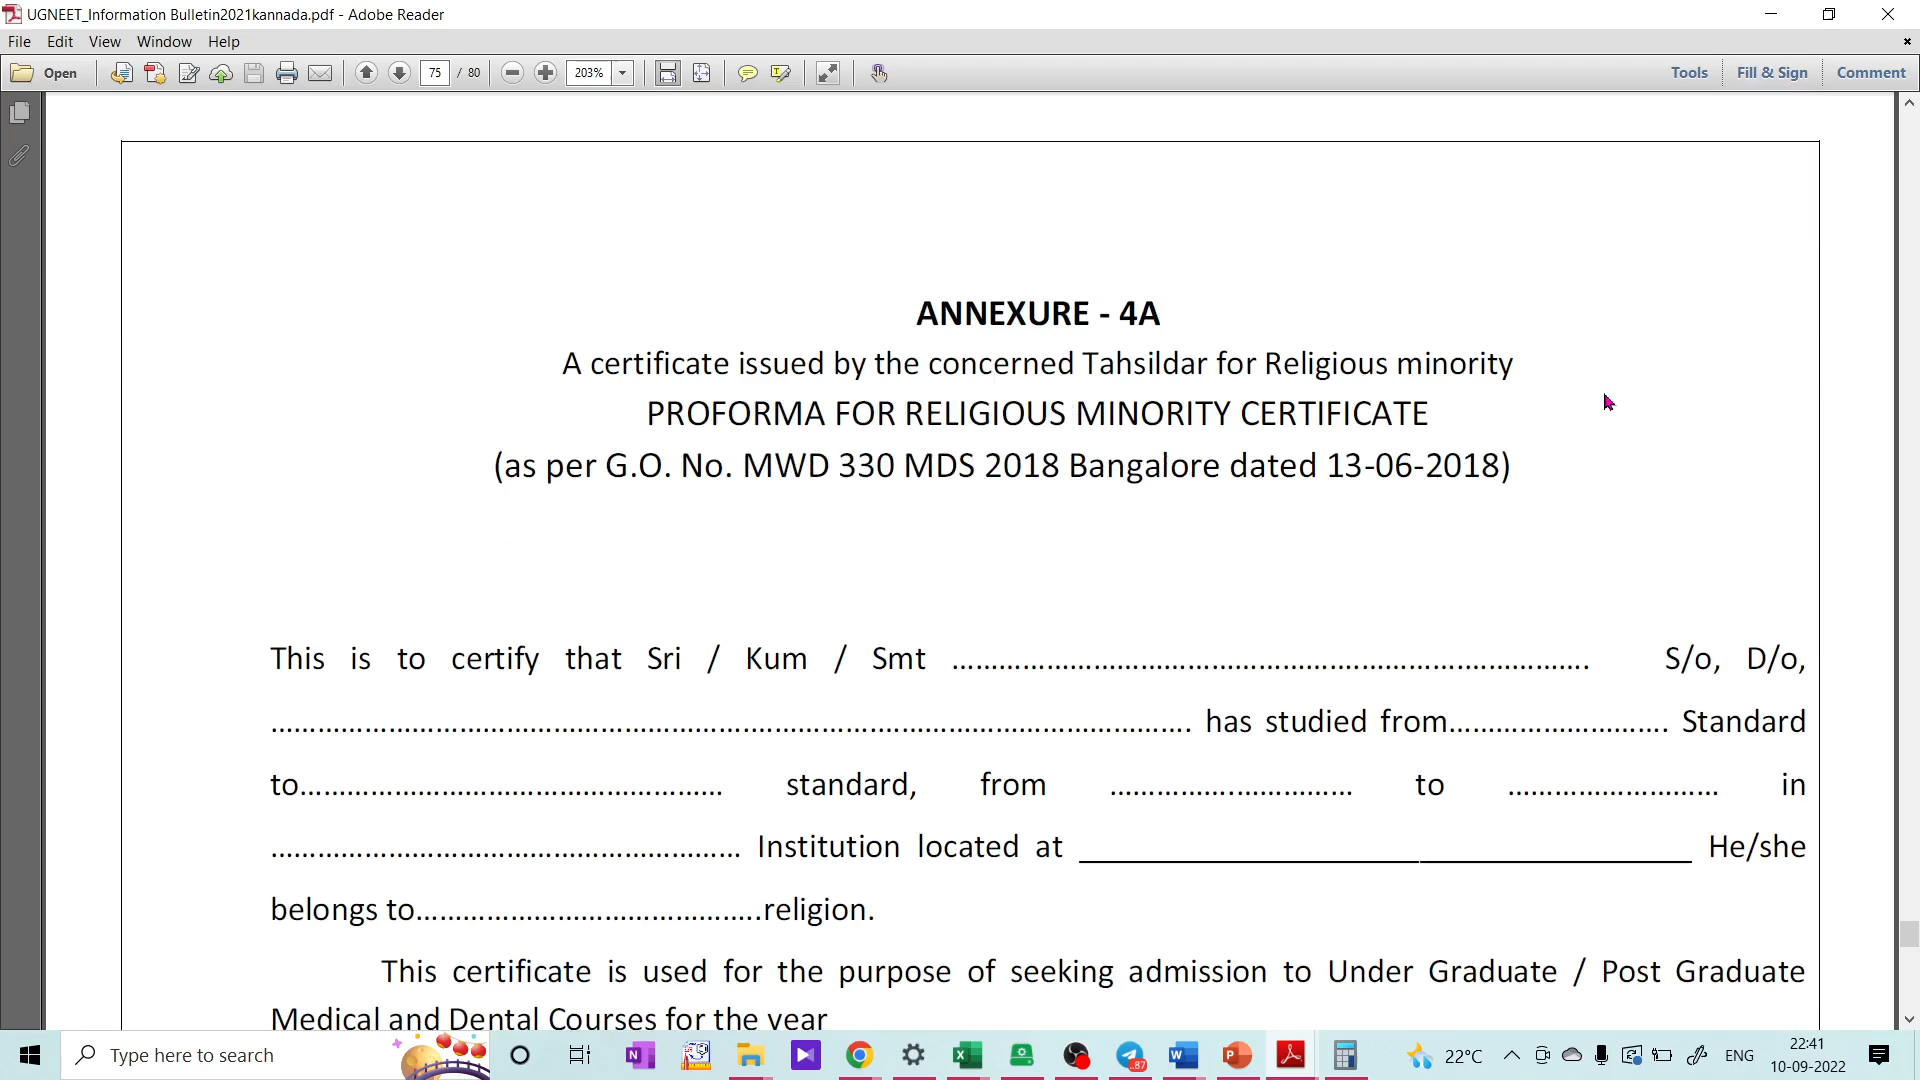 UGNEET_Information Bulletin2021kannada.pdf - Adobe Reader
File Edit View Window Help
Open 75 / 80 203% Tools Fill & Sign Comment
ANNEXURE - 4A
A certificate issued by the concerned Tahsildar for Religious minority
PROFORMA FOR RELIGIOUS MINORITY CERTIFICATE
(as per G.O. No. MWD 330 MDS 2018 Bangalore dated 13-06-2018)
This is to certify that Sri / Kum / Smt ................................................................................ S/o, D/o,
................................................................................ has studied from............................ Standard
to.................................................... standard, from .............................. to .......................... in
.......................................................... Institution located at ______________________________________ He/she
belongs to..........................................religion.
This certificate is used for the purpose of seeking admission to Under Graduate / Post Graduate
Medical and Dental Courses for the year
Type here to search 87 22°C ENG 22:41
10-09-2022